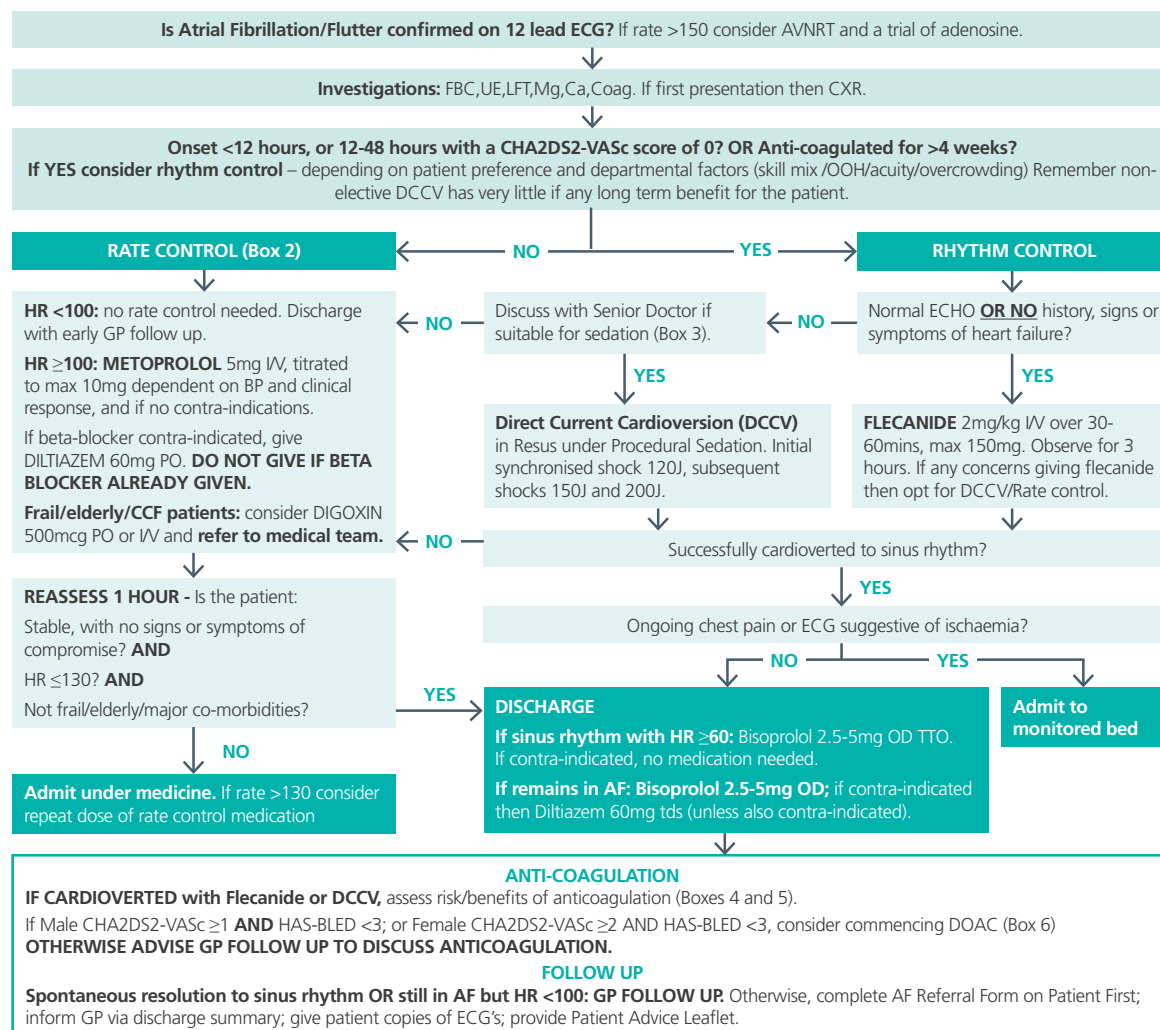 Is Atrial Fibrillation/Flutter confirmed on 12 lead ECG? If rate >150 consider AVNRT and a trial of adenosine.
Investigations: FBC,UE,LFT,Mg,Ca,Coag. If first presentation then CXR.
Onset <12 hours, or 12-48 hours with a CHA2DS2-VASc score of 0? OR Anti-coagulated for >4 weeks?
If YES consider rhythm control – depending on patient preference and departmental factors (skill mix /OOH/acuity/overcrowding) Remember non-
elective DCCV has very little if any long term benefit for the patient.
RATE CONTROL (Box 2)
NO
YES
RHYTHM CONTROL
HR <100: no rate control needed. Discharge
with early GP follow up.
HR ≥100: METOPROLOL 5mg I/V, titrated
to max 10mg dependent on BP and clinical
response, and if no contra-indications.
If beta-blocker contra-indicated, give
DILTIAZEM 60mg PO. DO NOT GIVE IF BETA
BLOCKER ALREADY GIVEN.
Frail/elderly/CCF patients: consider DIGOXIN
500mcg PO or I/V and refer to medical team.
NO
Discuss with Senior Doctor if
suitable for sedation (Box 3).
NO
Normal ECHO OR NO history, signs or
symptoms of heart failure?
YES
YES
Direct Current Cardioversion (DCCV)
in Resus under Procedural Sedation. Initial
synchronised shock 120J, subsequent
shocks 150J and 200J.
FLECANIDE 2mg/kg I/V over 30-
60mins, max 150mg. Observe for 3
hours. If any concerns giving flecanide
then opt for DCCV/Rate control.
NO
Successfully cardioverted to sinus rhythm?
YES
REASSESS 1 HOUR - Is the patient:
Stable, with no signs or symptoms of
compromise? AND
HR ≤130? AND
Not frail/elderly/major co-morbidities?
Ongoing chest pain or ECG suggestive of ischaemia?
NO
YES
YES
NO
DISCHARGE
If sinus rhythm with HR ≥60: Bisoprolol 2.5-5mg OD TTO.
If contra-indicated, no medication needed.
If remains in AF: Bisoprolol 2.5-5mg OD; if contra-indicated
then Diltiazem 60mg tds (unless also contra-indicated).
Admit to
monitored bed
Admit under medicine. If rate >130 consider
repeat dose of rate control medication
ANTI-COAGULATION
IF CARDIOVERTED with Flecanide or DCCV, assess risk/benefits of anticoagulation (Boxes 4 and 5).
If Male CHA2DS2-VASc ≥1 AND HAS-BLED <3; or Female CHA2DS2-VASc ≥2 AND HAS-BLED <3, consider commencing DOAC (Box 6)
OTHERWISE ADVISE GP FOLLOW UP TO DISCUSS ANTICOAGULATION.
FOLLOW UP
Spontaneous resolution to sinus rhythm OR still in AF but HR <100: GP FOLLOW UP. Otherwise, complete AF Referral Form on Patient First;
inform GP via discharge summary; give patient copies of ECG's; provide Patient Advice Leaflet.